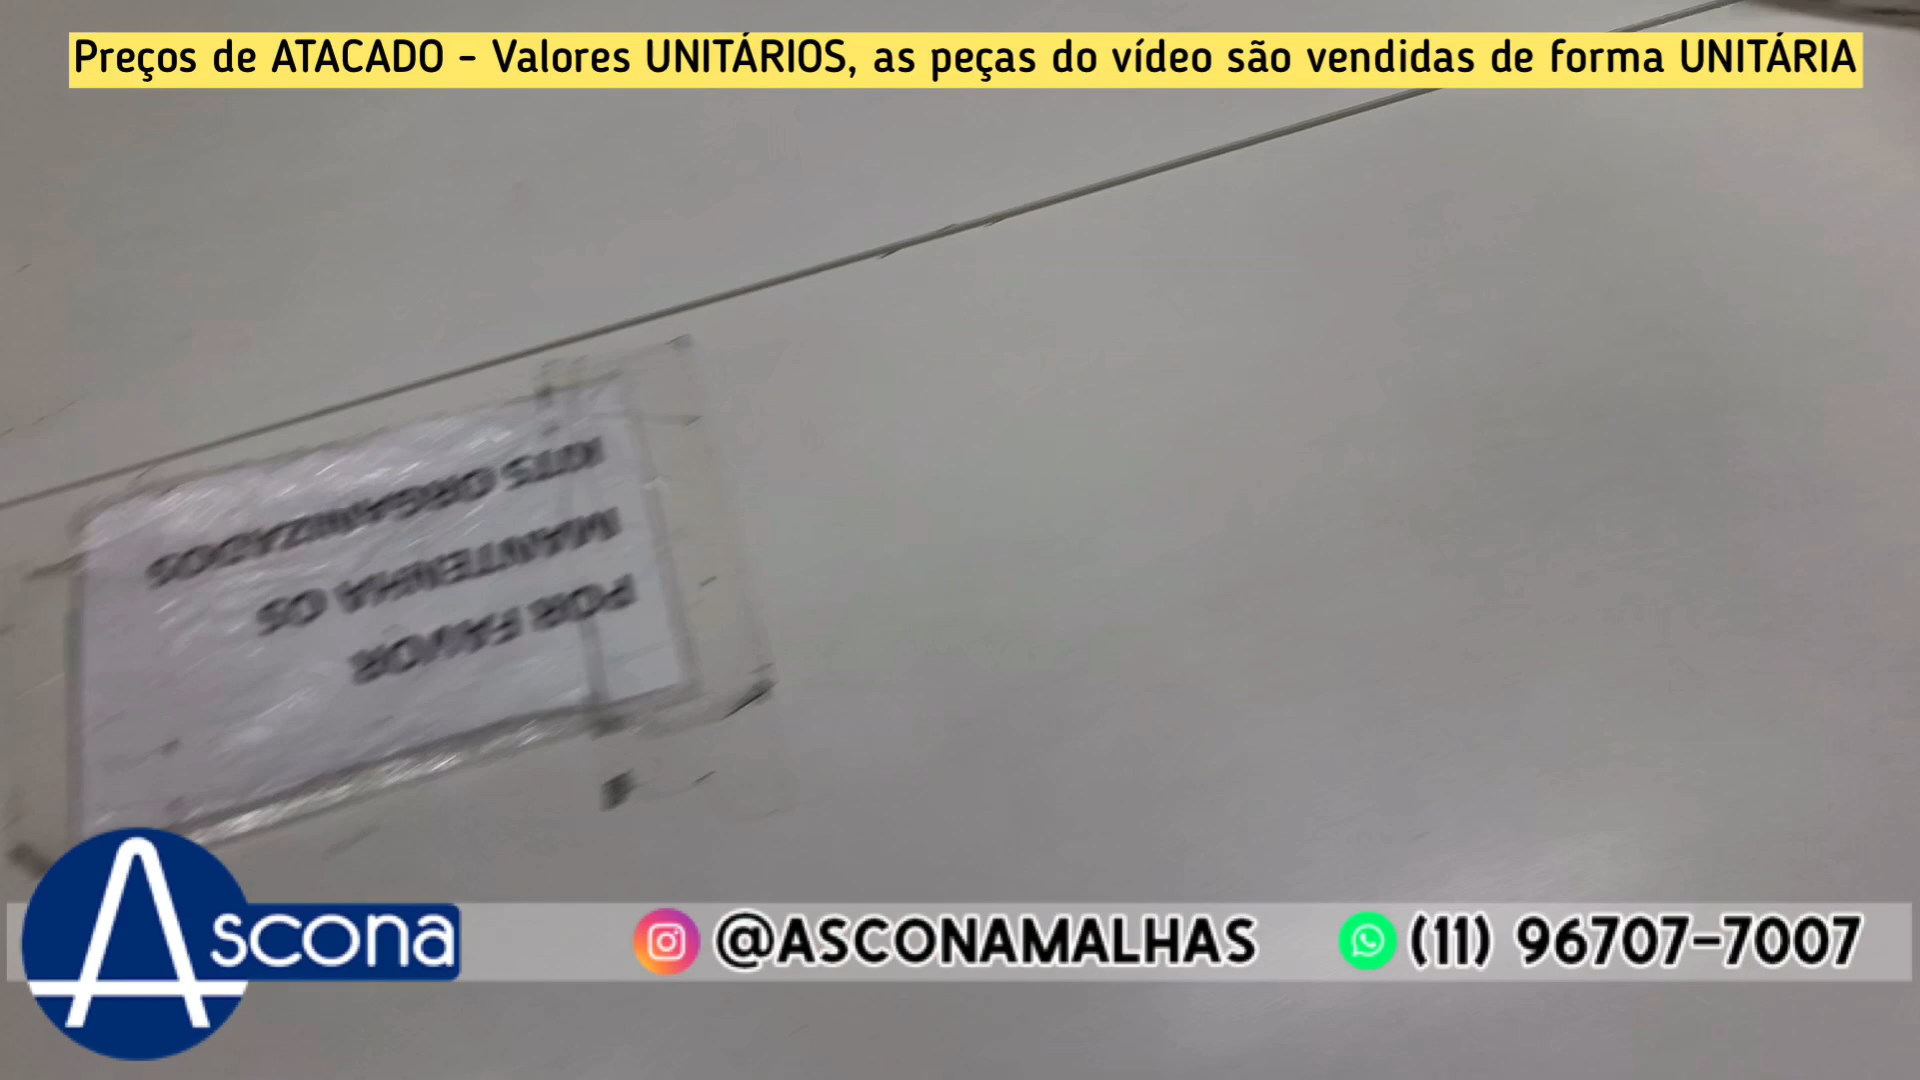 Preços de ATACADO - Valores UNITÁRIOS, as peças do vídeo são vendidas de forma UNITÁRIA
POR FAVOR
MANTENHA OS
KITS ORGANIZADOS
Ascona
@ASCONAMALHAS
(11) 96707-7007